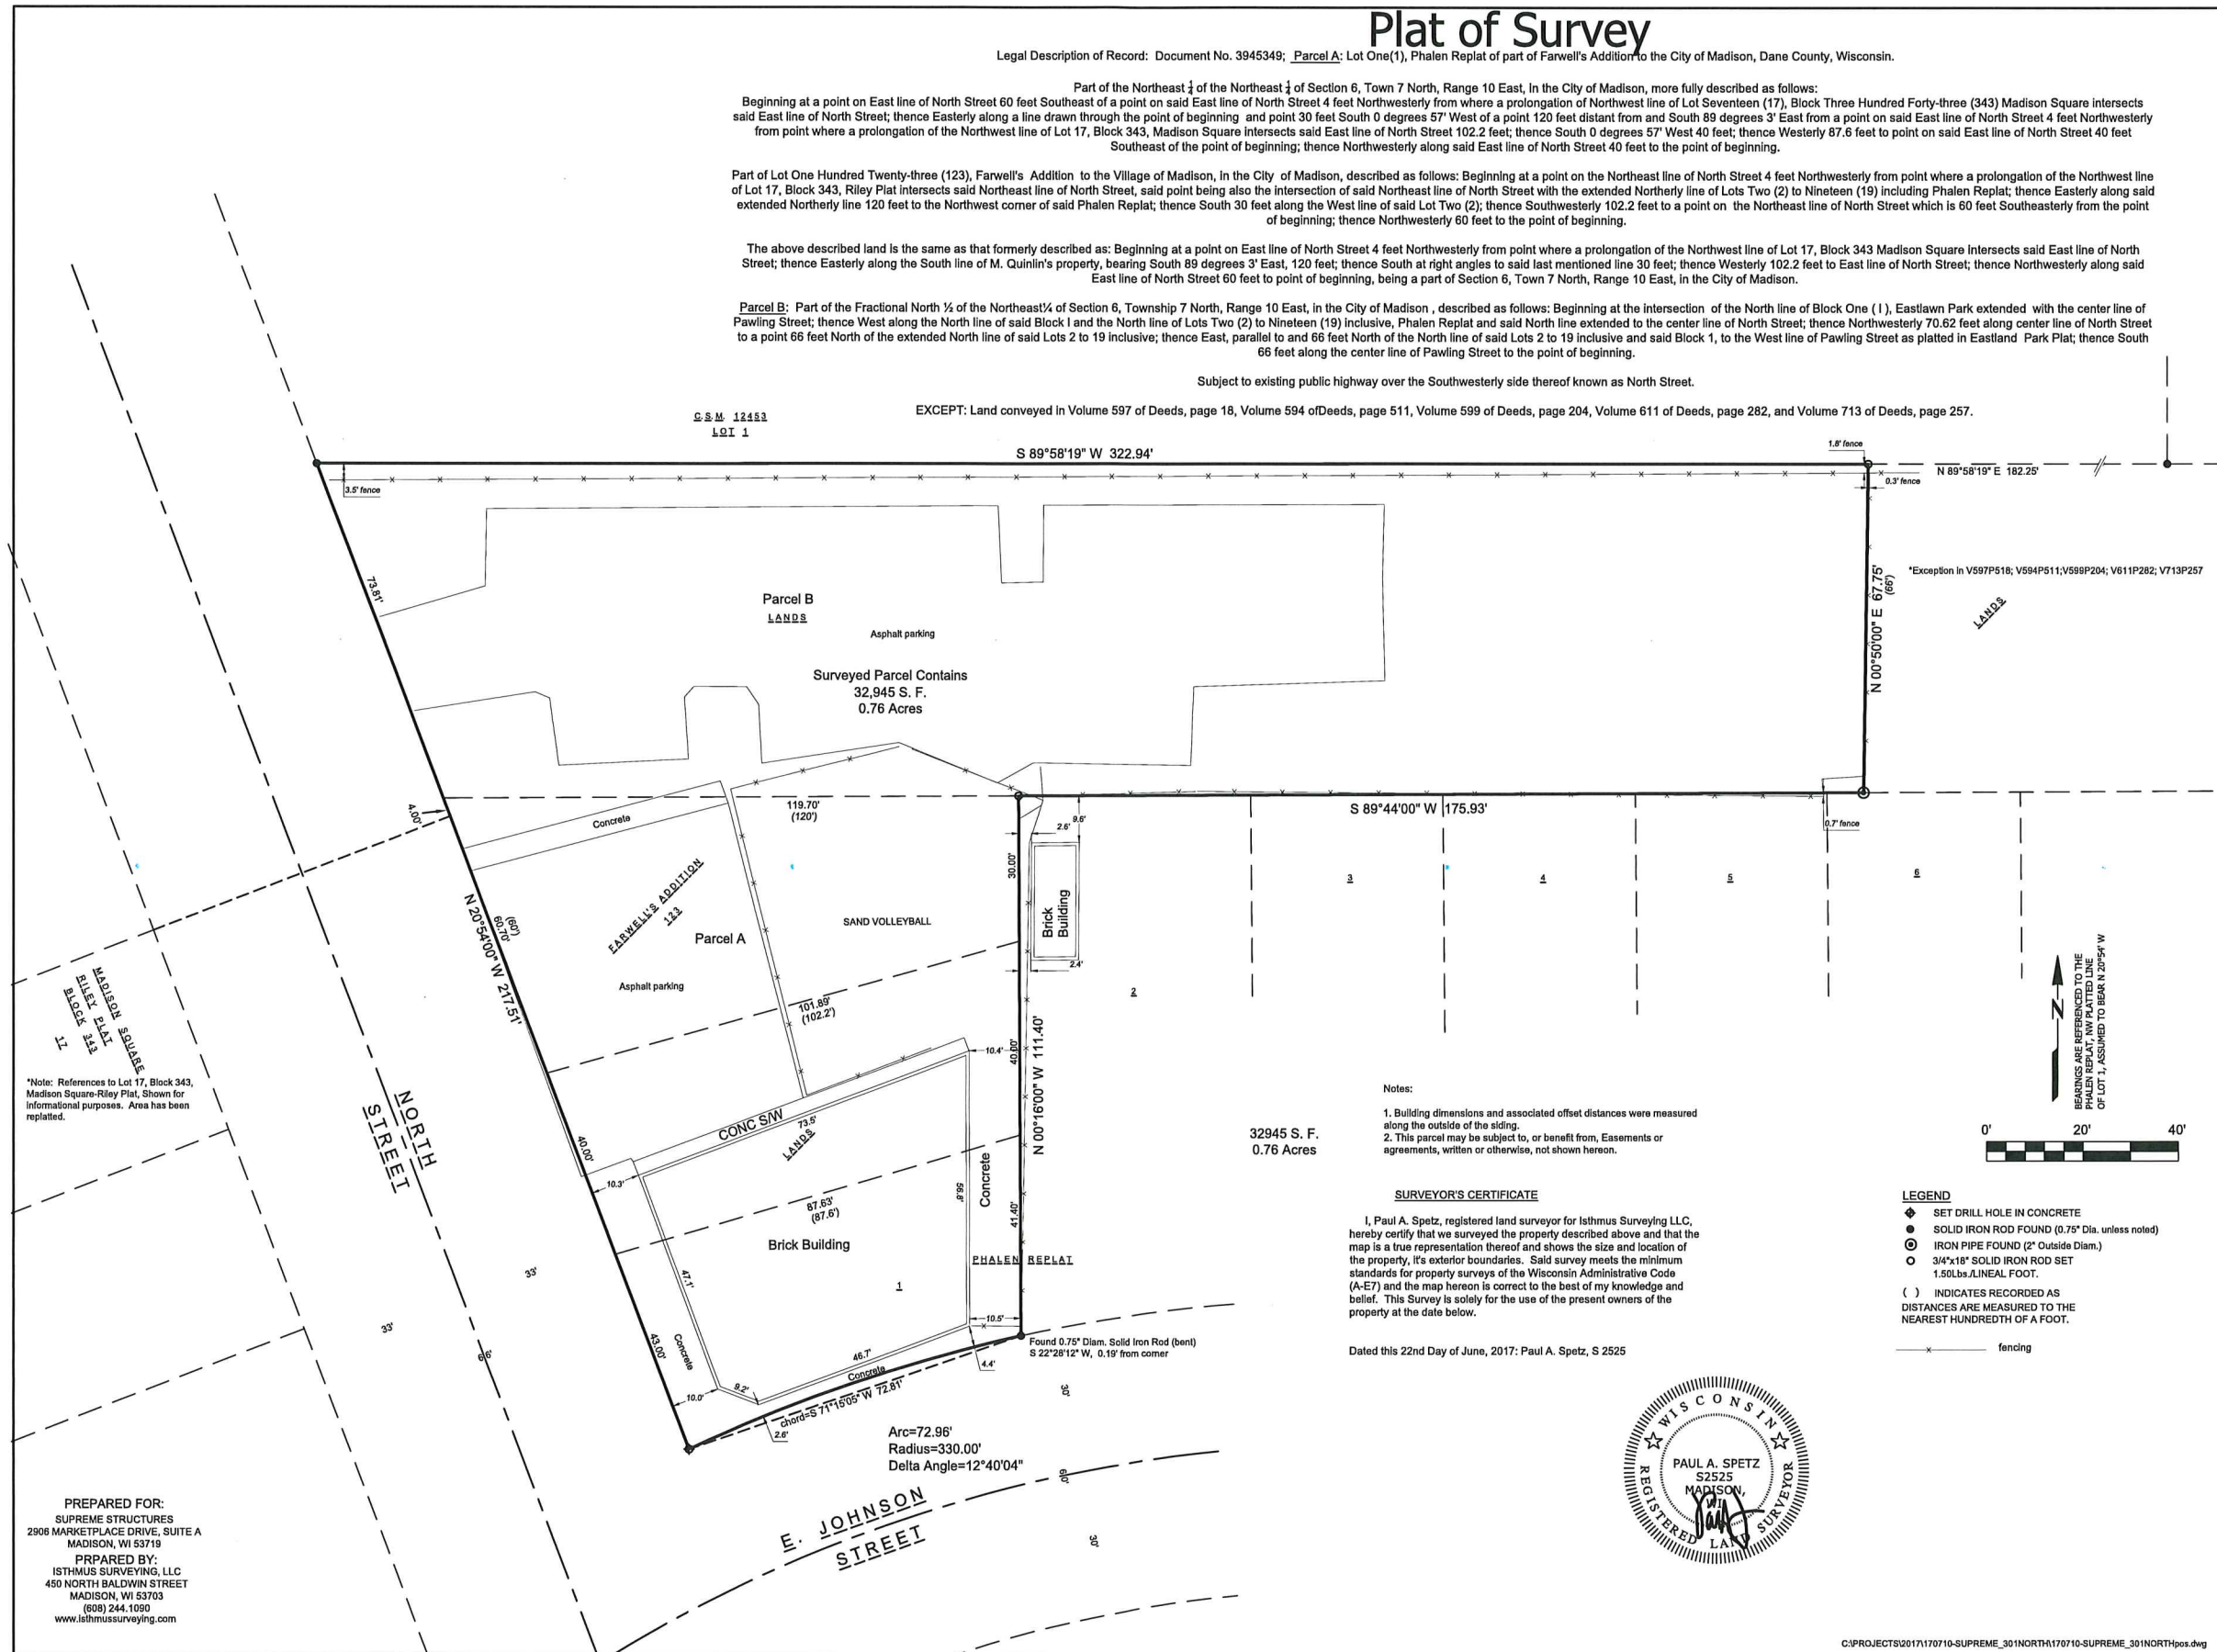 Plat of Survey
Legal Description of Record: Document No. 3945349; Parcel A: Lot One(1), Phalen Replat of part of Farwell's Addition to the City of Madison, Dane County, Wisconsin.
Part of the Northeast ¼ of the Northeast ¼ of Section 6, Town 7 North, Range 10 East, In the City of Madison, more fully described as follows:
Beginning at a point on East line of North Street 60 feet Southeast of a point on said East line of North Street 4 feet Northwesterly from where a prolongation of Northwest line of Lot Seventeen (17), Block Three Hundred Forty-three (343) Madison Square intersects
said East line of North Street; thence Easterly along a line drawn through the point of beginning and point 30 feet South 0 degrees 57' West of a point 120 feet distant from and South 89 degrees 3' East from a point on said East line of North Street 4 feet Northwesterly
from point where a prolongation of the Northwest line of Lot 17, Block 343, Madison Square intersects said East line of North Street 102.2 feet; thence South 0 degrees 57' West 40 feet; thence Westerly 87.6 feet to point on said East line of North Street 40 feet
Southeast of the point of beginning; thence Northwesterly along said East line of North Street 40 feet to the point of beginning.
Part of Lot One Hundred Twenty-three (123), Farwell's Addition to the Village of Madison, in the City of Madison, described as follows: Beginning at a point on the Northeast line of North Street 4 feet Northwesterly from point where a prolongation of the Northwest line
of Lot 17, Block 343, Riley Plat intersects said Northeast line of North Street, said point being also the intersection of said Northeast line of North Street with the extended Northerly line of Lots Two (2) to Nineteen (19) including Phalen Replat; thence Easterly along said
extended Northerly line 120 feet to the Northwest corner of said Phalen Replat; thence South 30 feet along the West line of said Lot Two (2); thence Southwesterly 102.2 feet to a point on the Northeast line of North Street which is 60 feet Southeasterly from the point
of beginning; thence Northwesterly 60 feet to the point of beginning.
The above described land is the same as that formerly described as: Beginning at a point on East line of North Street 4 feet Northwesterly from point where a prolongation of the Northwest line of Lot 17, Block 343 Madison Square intersects said East line of North
Street; thence Easterly along the South line of M. Quinlin's property, bearing South 89 degrees 3' East, 120 feet; thence South at right angles to said last mentioned line 30 feet; thence Westerly 102.2 feet to East line of North Street; thence Northwesterly along said
East line of North Street 60 feet to point of beginning, being a part of Section 6, Town 7 North, Range 10 East, in the City of Madison.
Parcel B: Part of the Fractional North ½ of the Northeast¼ of Section 6, Township 7 North, Range 10 East, in the City of Madison , described as follows: Beginning at the intersection of the North line of Block One ( I ), Eastlawn Park extended with the center line of
Pawling Street; thence West along the North line of said Block I and the North line of Lots Two (2) to Nineteen (19) inclusive, Phalen Replat and said North line extended to the center line of North Street; thence Northwesterly 70.62 feet along center line of North Street
to a point 66 feet North of the extended North line of said Lots 2 to 19 inclusive; thence East, parallel to and 66 feet North of the North line of said Lots 2 to 19 inclusive and said Block 1, to the West line of Pawling Street as platted in Eastland Park Plat; thence South
66 feet along the center line of Pawling Street to the point of beginning.
Subject to existing public highway over the Southwesterly side thereof known as North Street.
EXCEPT: Land conveyed in Volume 597 of Deeds, page 18, Volume 594 ofDeeds, page 511, Volume 599 of Deeds, page 204, Volume 611 of Deeds, page 282, and Volume 713 of Deeds, page 257.
C.S.M. 12453
LOT 1
S 89°58'19" W 322.94'
1.8' fence
N 89°58'19" E 182.25'
0.3' fence
3.5' fence
73.81'
Parcel B
LANDS
Asphalt parking
Surveyed Parcel Contains
32,945 S. F.
0.76 Acres
N 00°50'00" E 67.75'
(66')
*Exception in V597P518; V594P511;V599P204; V611P282; V713P257
LANDS
4.00'
119.70'
(120')
S 89°44'00" W 175.93'
0.7' fence
Concrete
2.6'
9.6'
30.00'
Brick
Building
2.4'
FARWELL'S ADDITION
123
Parcel A
SAND VOLLEYBALL
Asphalt parking
N 20°54'00" W 217.51'
60.70'
(60')
101.89'
(102.2')
2
3
4
5
6
MADISON SQUARE
RILEY PLAT
BLOCK 343
17
*Note: References to Lot 17, Block 343,
Madison Square-Riley Plat, Shown for
informational purposes. Area has been
replatted.
NORTH
STREET
10.4'
40.00'
N 00°16'00" W 111.40'
CONC S/W
73.5'
LANDS
40.00'
10.3'
87.63'
(87.6')
56.8'
Concrete
41.40'
Brick Building
PHALEN REPLAT
1
47.1'
43.00'
Concrete
10.5'
46.7'
Concrete
4.4'
9.2'
10.0'
chord=S 71°15'05" W 72.81'
2.6'
Found 0.75" Diam. Solid Iron Rod (bent)
S 22°28'12" W, 0.19' from corner
Arc=72.96'
Radius=330.00'
Delta Angle=12°40'04"
33'
33'
66'
30'
60'
30'
E. JOHNSON
STREET
32945 S. F.
0.76 Acres
Notes:
1. Building dimensions and associated offset distances were measured
along the outside of the siding.
2. This parcel may be subject to, or benefit from, Easements or
agreements, written or otherwise, not shown hereon.
N
BEARINGS ARE REFERENCED TO THE
PHALEN REPLAT, NW PLATTED LINE
OF LOT 1, ASSUMED TO BEAR N 20°54' W
0' 20' 40'
SURVEYOR'S CERTIFICATE
I, Paul A. Spetz, registered land surveyor for Isthmus Surveying LLC,
hereby certify that we surveyed the property described above and that the
map is a true representation thereof and shows the size and location of
the property, it's exterior boundaries. Said survey meets the minimum
standards for property surveys of the Wisconsin Administrative Code
(A-E7) and the map hereon is correct to the best of my knowledge and
belief. This Survey is solely for the use of the present owners of the
property at the date below.
Dated this 22nd Day of June, 2017: Paul A. Spetz, S 2525
LEGEND
SET DRILL HOLE IN CONCRETE
SOLID IRON ROD FOUND (0.75" Dia. unless noted)
IRON PIPE FOUND (2" Outside Diam.)
3/4"x18" SOLID IRON ROD SET
1.50Lbs./LINEAL FOOT.
( ) INDICATES RECORDED AS
DISTANCES ARE MEASURED TO THE
NEAREST HUNDREDTH OF A FOOT.
fencing
WISCONSIN
PAUL A. SPETZ
S2525
MADISON,
WI
REGISTERED LAND SURVEYOR
PREPARED FOR:
SUPREME STRUCTURES
2906 MARKETPLACE DRIVE, SUITE A
MADISON, WI 53719
PRPARED BY:
ISTHMUS SURVEYING, LLC
450 NORTH BALDWIN STREET
MADISON, WI 53703
(608) 244.1090
www.isthmussurveying.com
C:\PROJECTS\2017\170710-SUPREME_301NORTH\170710-SUPREME_301NORTHpos.dwg